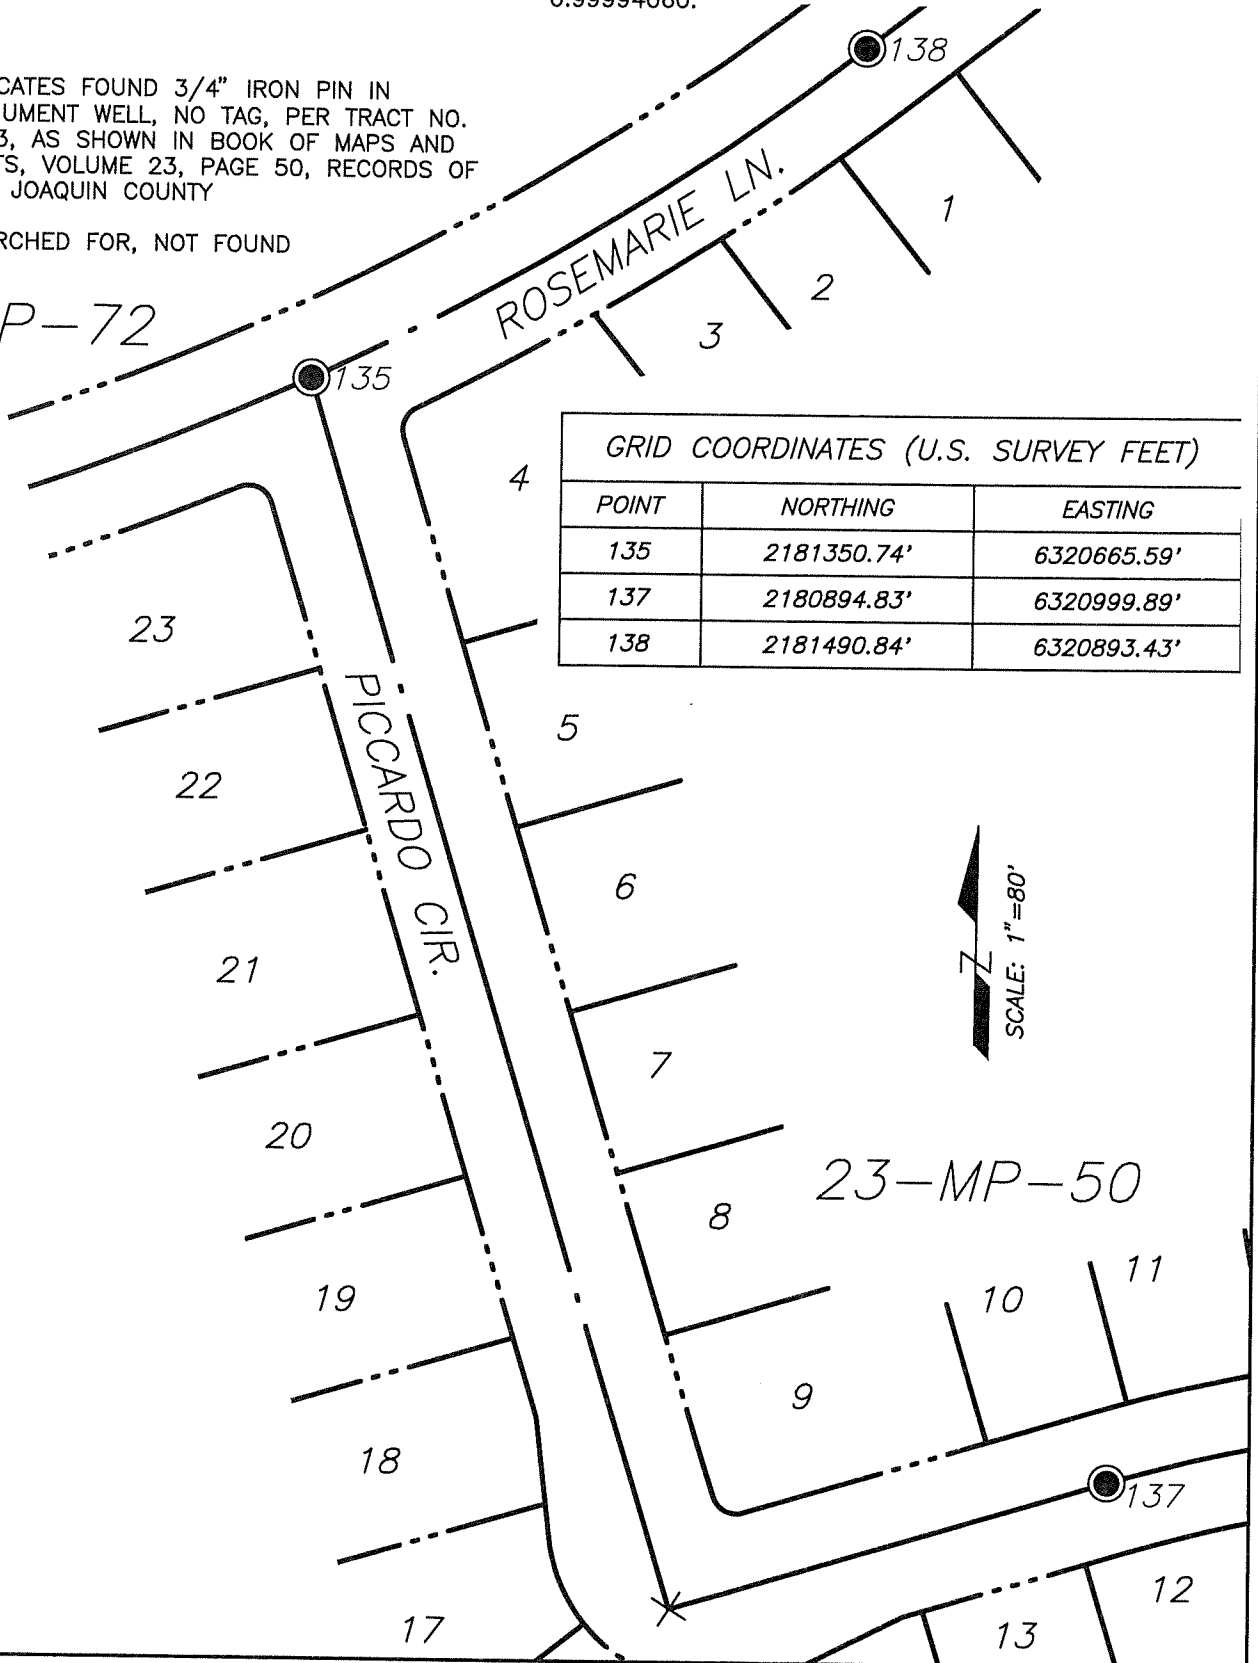 CATES FOUND 3/4" IRON PIN IN
UMENT WELL, NO TAG, PER TRACT NO.
3, AS SHOWN IN BOOK OF MAPS AND
TS, VOLUME 23, PAGE 50, RECORDS OF
JOAQUIN COUNTY
RCHED FOR, NOT FOUND
P-72
138
ROSEMARIE LN.
1
2
3
135
4
GRID COORDINATES (U.S. SURVEY FEET)
POINT NORTHING EASTING
135 2181350.74' 6320665.59'
137 2180894.83' 6320999.89'
138 2181490.84' 6320893.43'
23
PICCARDO CIR.
5
22
6
21
Z
SCALE: 1"=80'
7
20
23-MP-50
8
19
10
11
9
18
137
12
17
13